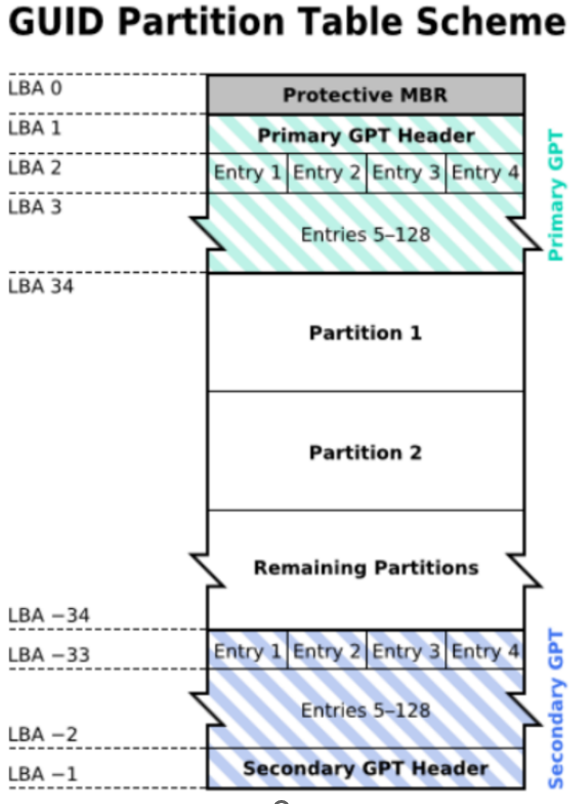 GUID Partition Table Scheme
LBA 0
Protective MBR
LBA 1
Primary GPT Header
LBA 2
Entry 1 Entry 2 Entry 3 Entry 4
LBA 3
Entries 5–128
Primary GPT
LBA 34
Partition 1
Partition 2
Remaining Partitions
LBA −34
LBA −33
Entry 1 Entry 2 Entry 3 Entry 4
Entries 5–128
Secondary GPT
LBA −2
Secondary GPT Header
LBA −1